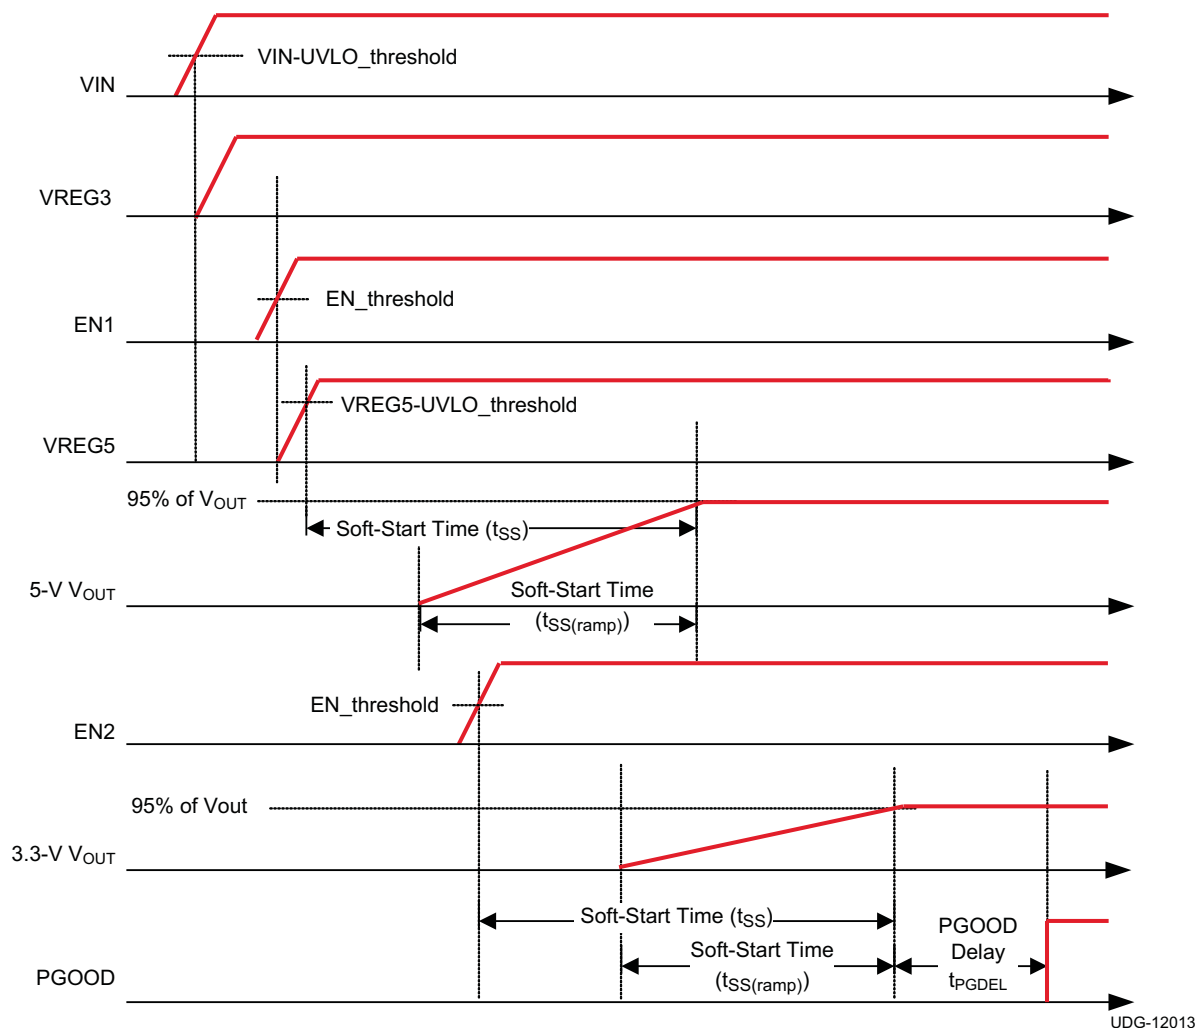 VIN-UVLO_threshold
VIN
VREG3
EN_threshold
EN1
VREG5-UVLO_threshold
VREG5
95% of VOUT
Soft-Start Time (tSS)
5-V VOUT
Soft-Start Time
(tSS(ramp))
EN_threshold
EN2
95% of Vout
3.3-V VOUT
Soft-Start Time (tSS)
PGOOD
Delay
tPGDEL
Soft-Start Time
(tSS(ramp))
PGOOD
UDG-12013